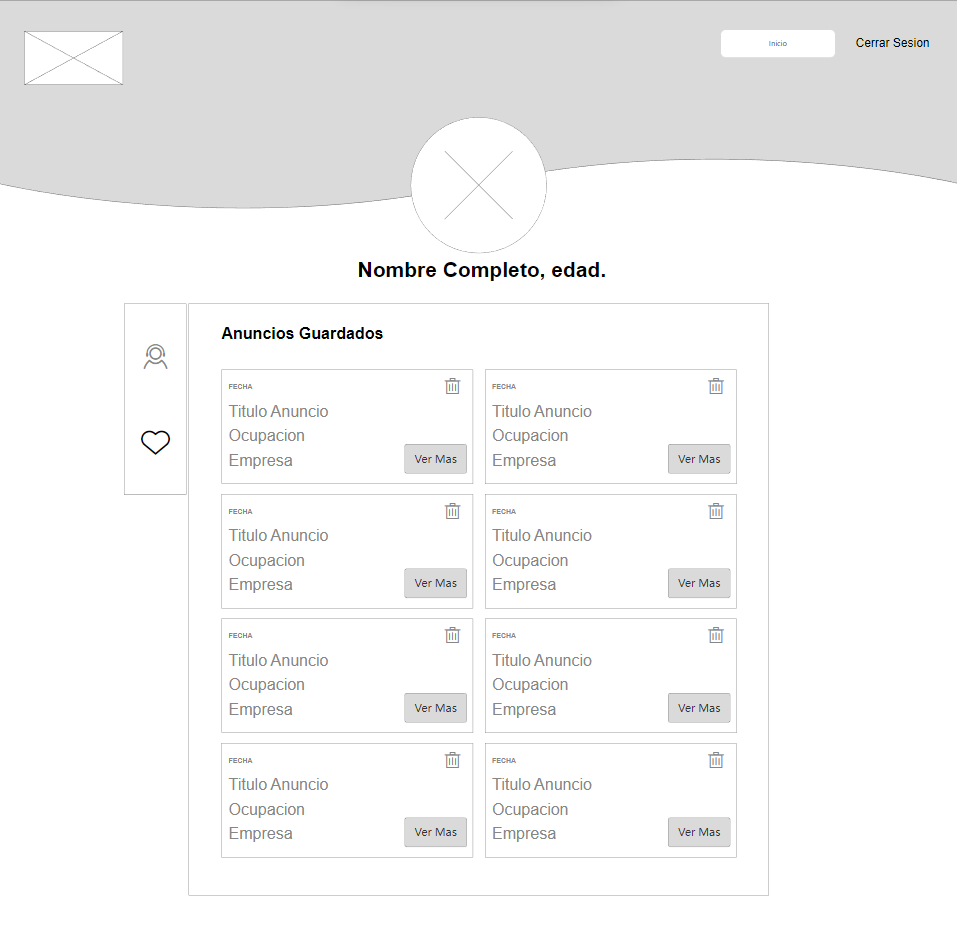 Inicio
Cerrar Sesion
Nombre Completo, edad.
Anuncios Guardados
FECHA
Titulo Anuncio
Ocupacion
Empresa
Ver Mas
FECHA
Titulo Anuncio
Ocupacion
Empresa
Ver Mas
FECHA
Titulo Anuncio
Ocupacion
Empresa
Ver Mas
FECHA
Titulo Anuncio
Ocupacion
Empresa
Ver Mas
FECHA
Titulo Anuncio
Ocupacion
Empresa
Ver Mas
FECHA
Titulo Anuncio
Ocupacion
Empresa
Ver Mas
FECHA
Titulo Anuncio
Ocupacion
Empresa
Ver Mas
FECHA
Titulo Anuncio
Ocupacion
Empresa
Ver Mas